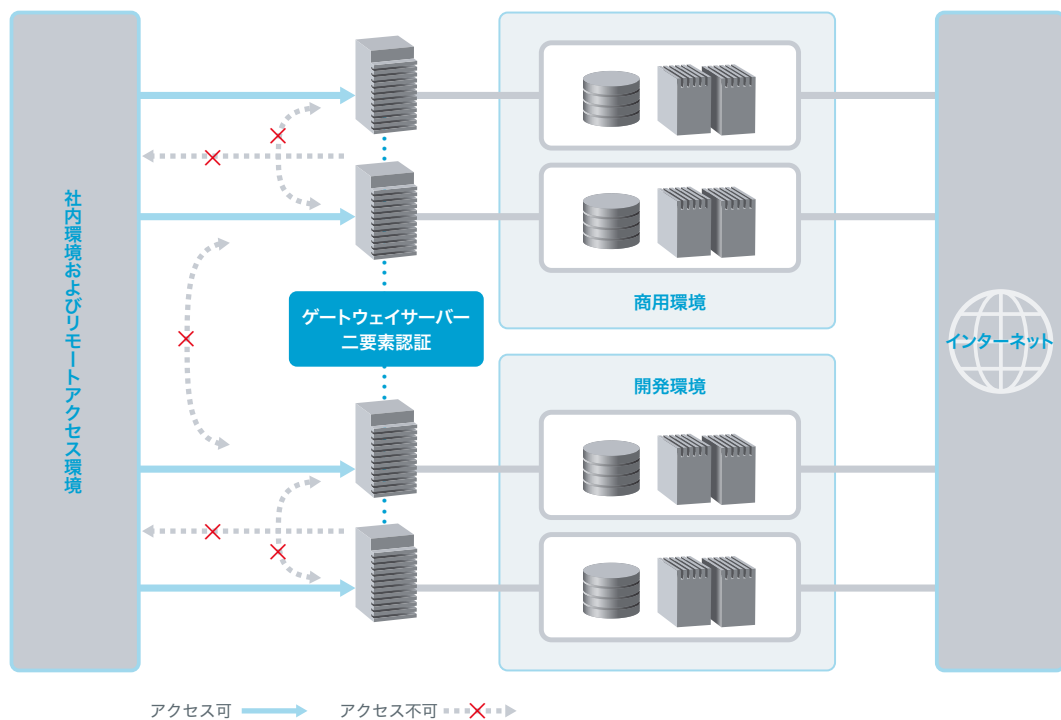 社内環境およびリモートアクセス環境
ゲートウェイサーバー
二要素認証
商用環境
開発環境
インターネット
アクセス可
アクセス不可